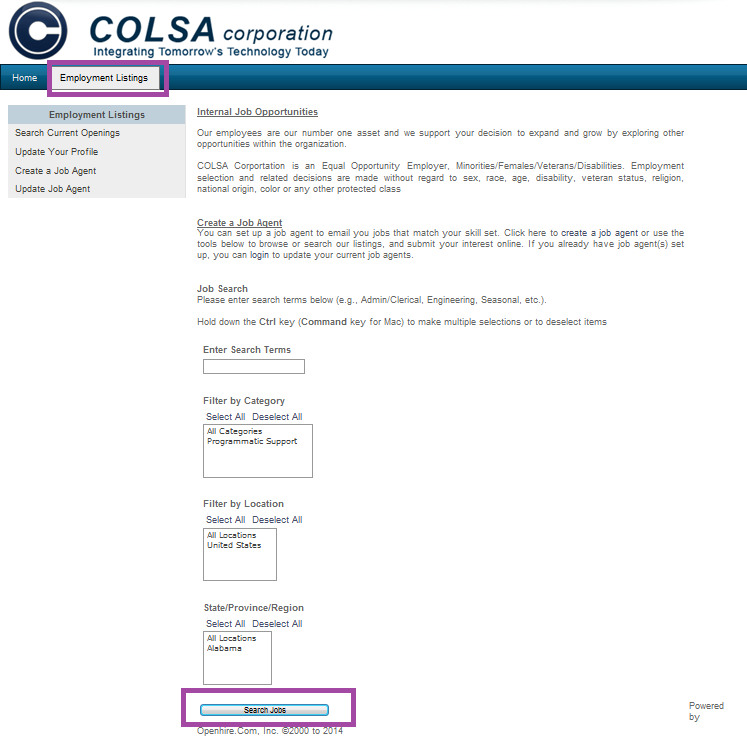 COLSA corporation
Integrating Tomorrow's Technology Today
Home
Employment Listings
Employment Listings
Search Current Openings
Update Your Profile
Create a Job Agent
Update Job Agent
Internal Job Opportunities
Our employees are our number one asset and we support your decision to expand and grow by exploring other
opportunities within the organization.
COLSA Corportation is an Equal Opportunity Employer, Minorities/Females/Veterans/Disabilities. Employment
selection and related decisions are made without regard to sex, race, age, disability, veteran status, religion,
national origin, color or any other protected class
Create a Job Agent
You can set up a job agent to email you jobs that match your skill set. Click here to create a job agent or use the
tools below to browse or search our listings, and submit your interest online. If you already have job agent(s) set
up, you can login to update your current job agents.
Job Search
Please enter search terms below (e.g., Admin/Clerical, Engineering, Seasonal, etc.).
Hold down the Ctrl key (Command key for Mac) to make multiple selections or to deselect items
Enter Search Terms
Filter by Category
Select All Deselect All
All Categories
Programmatic Support
Filter by Location
Select All Deselect All
All Locations
United States
State/Province/Region
Select All Deselect All
All Locations
Alabama
Search Jobs
Powered
by
Openhire.Com, Inc. ©2000 to 2014